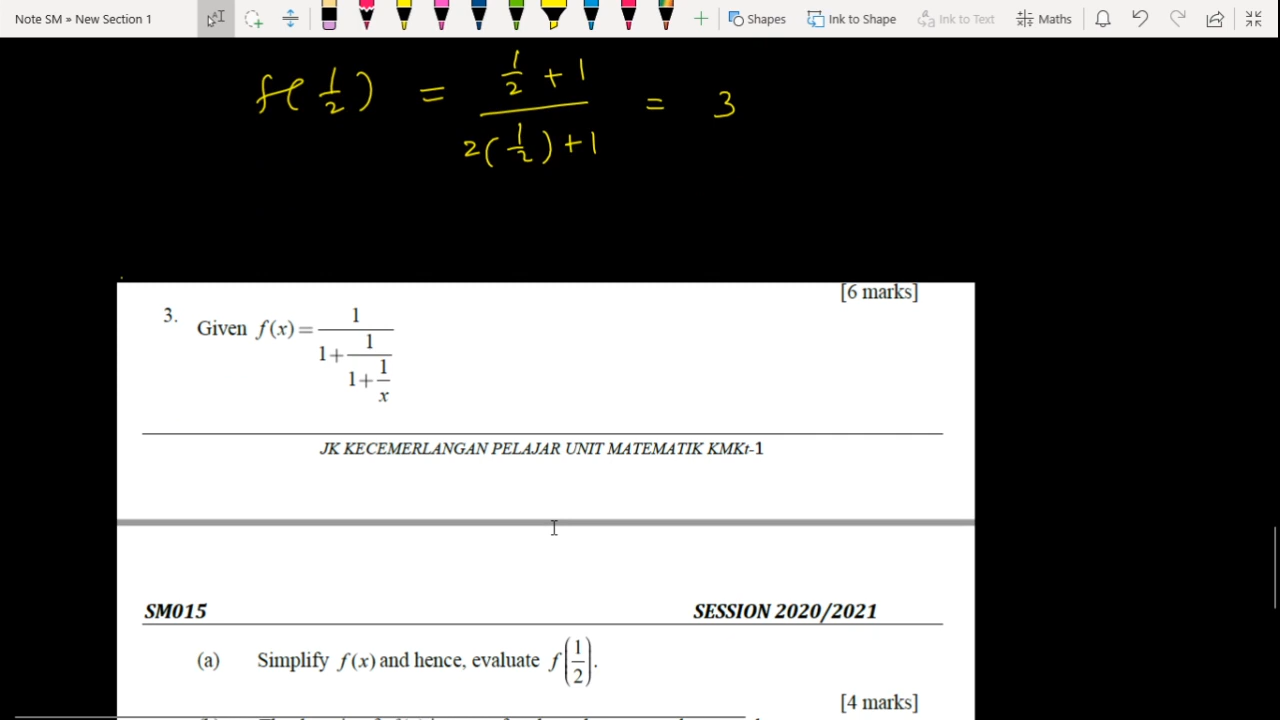 Note SM » New Section 1 Shapes Ink to Shape Ink to Text Maths
f(1/2) = (1/2 + 1)/(2(1/2) + 1) = 3
[6 marks]
3. Given f(x) = 1/(1+1/(1+1/x))
JK KECEMERLANGAN PELAJAR UNIT MATEMATIK KMKt-1
SM015 SESSION 2020/2021
(a) Simplify f(x) and hence, evaluate f(1/2).
[4 marks]